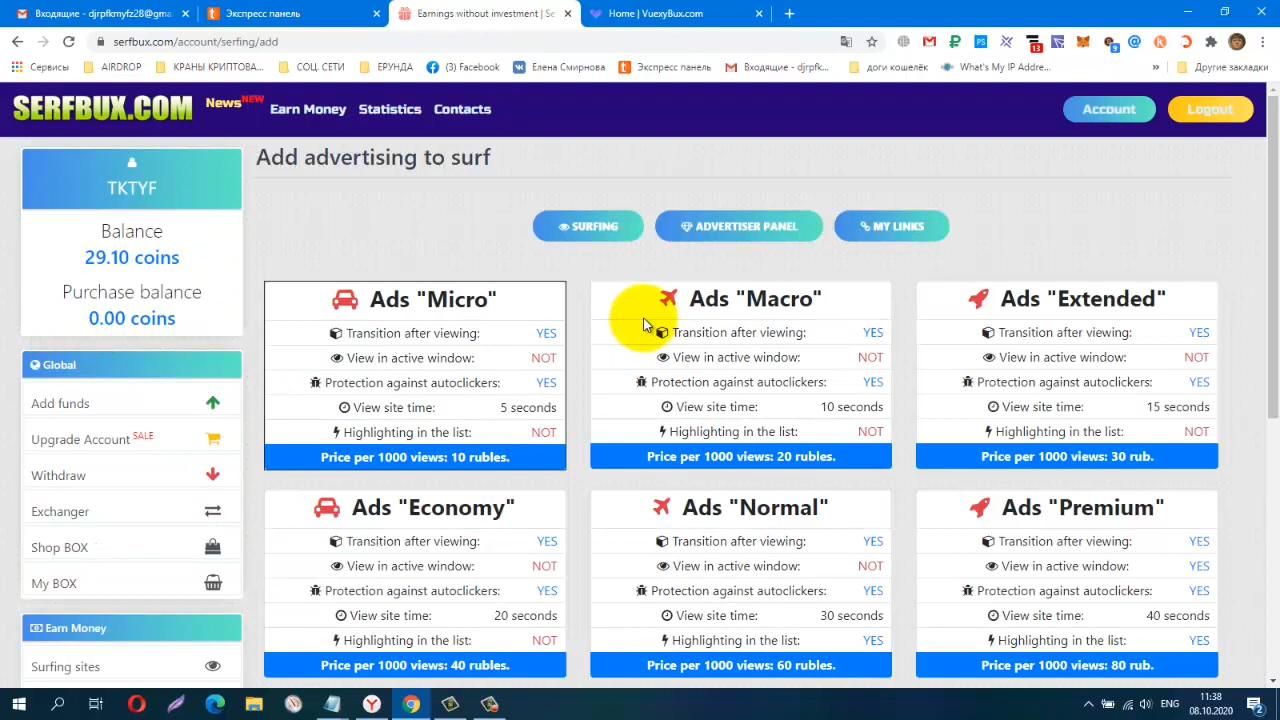 Входящие - djrpfkmyfz28@gma
Экспресс панель
Earnings without investment | Se
Home | VuexyBux.com
serfbux.com/account/serfing/add
13
9
Сервисы
AIRDROP
КРАНЫ КРИПТОВА...
СОЦ. СЕТИ
ЕРУНДА
(3) Facebook
Елена Смирнова
Экспресс панель
Входящие - djrpfk...
доги кошелёк
What's My IP Addre...
»
Другие закладки
SERFBUX.COM
News NEW
Earn Money
Statistics
Contacts
Account
Logout
TKTYF
Balance
29.10 coins
Purchase balance
0.00 coins
Global
Add funds
Upgrade Account SALE
Withdraw
Exchanger
Shop BOX
My BOX
Earn Money
Surfing sites
Add advertising to surf
SURFING
ADVERTISER PANEL
MY LINKS
Ads "Micro"
Transition after viewing: YES
View in active window: NOT
Protection against autoclickers: YES
View site time: 5 seconds
Highlighting in the list: NOT
Price per 1000 views: 10 rubles.
Ads "Macro"
Transition after viewing: YES
View in active window: NOT
Protection against autoclickers: YES
View site time: 10 seconds
Highlighting in the list: NOT
Price per 1000 views: 20 rubles.
Ads "Extended"
Transition after viewing: YES
View in active window: NOT
Protection against autoclickers: YES
View site time: 15 seconds
Highlighting in the list: NOT
Price per 1000 views: 30 rub.
Ads "Economy"
Transition after viewing: YES
View in active window: NOT
Protection against autoclickers: YES
View site time: 20 seconds
Highlighting in the list: NOT
Price per 1000 views: 40 rubles.
Ads "Normal"
Transition after viewing: YES
View in active window: NOT
Protection against autoclickers: YES
View site time: 30 seconds
Highlighting in the list: YES
Price per 1000 views: 60 rubles.
Ads "Premium"
Transition after viewing: YES
View in active window: YES
Protection against autoclickers: YES
View site time: 40 seconds
Highlighting in the list: YES
Price per 1000 views: 80 rub.
ENG
11:38
08.10.2020
2